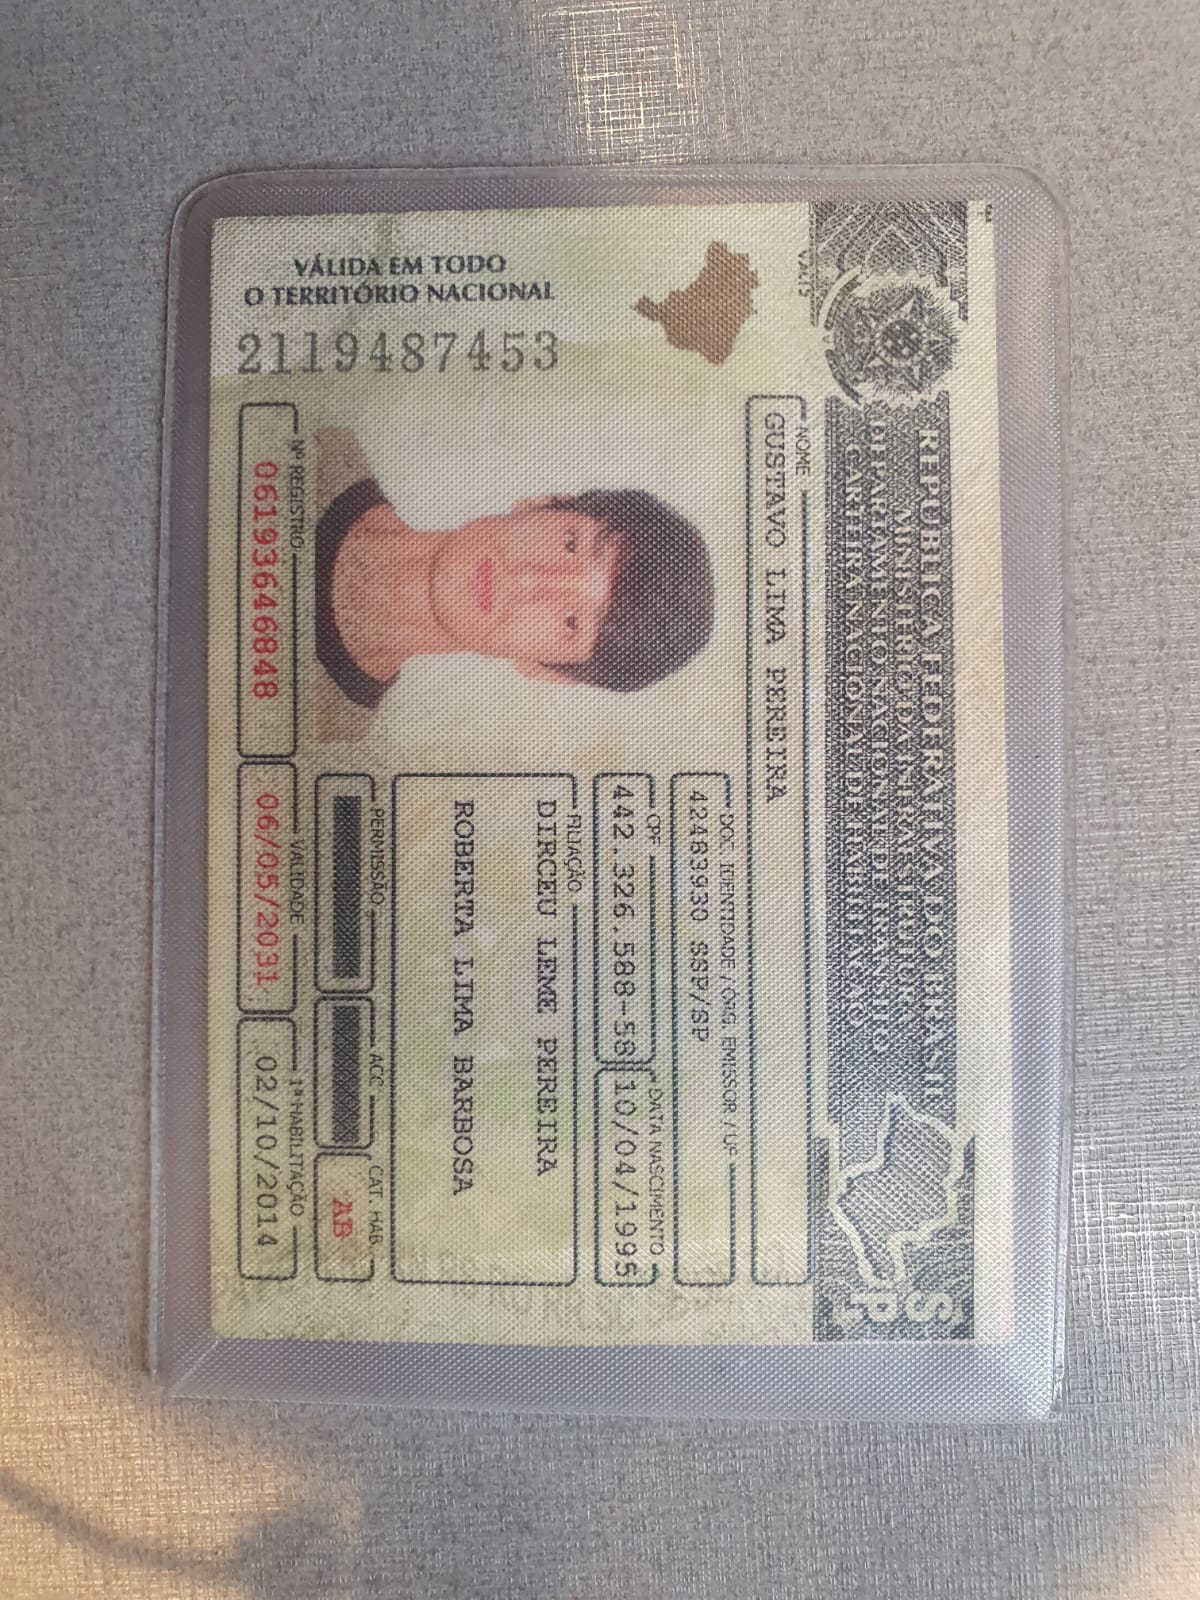 REPÚBLICA FEDERATIVA DO BRASIL
MINISTÉRIO DA INFRAESTRUTURA
DEPARTAMENTO NACIONAL DE TRÂNSITO
CARTEIRA NACIONAL DE HABILITAÇÃO
SP
NOME
GUSTAVO LIMA PEREIRA
DOC. IDENTIDADE / ÓRG. EMISSOR / UF
42483930 SSP/SP
CPF
442.326.588-58
DATA NASCIMENTO
10/04/1995
FILIAÇÃO
DIRCEU LEME PEREIRA
ROBERTA LIMA BARBOSA
PERMISSÃO
ACC
CAT. HAB.
AB
Nº REGISTRO
06193646848
VALIDADE
06/05/2031
1ª HABILITAÇÃO
02/10/2014
VÁLIDA EM TODO
O TERRITÓRIO NACIONAL
2119487453